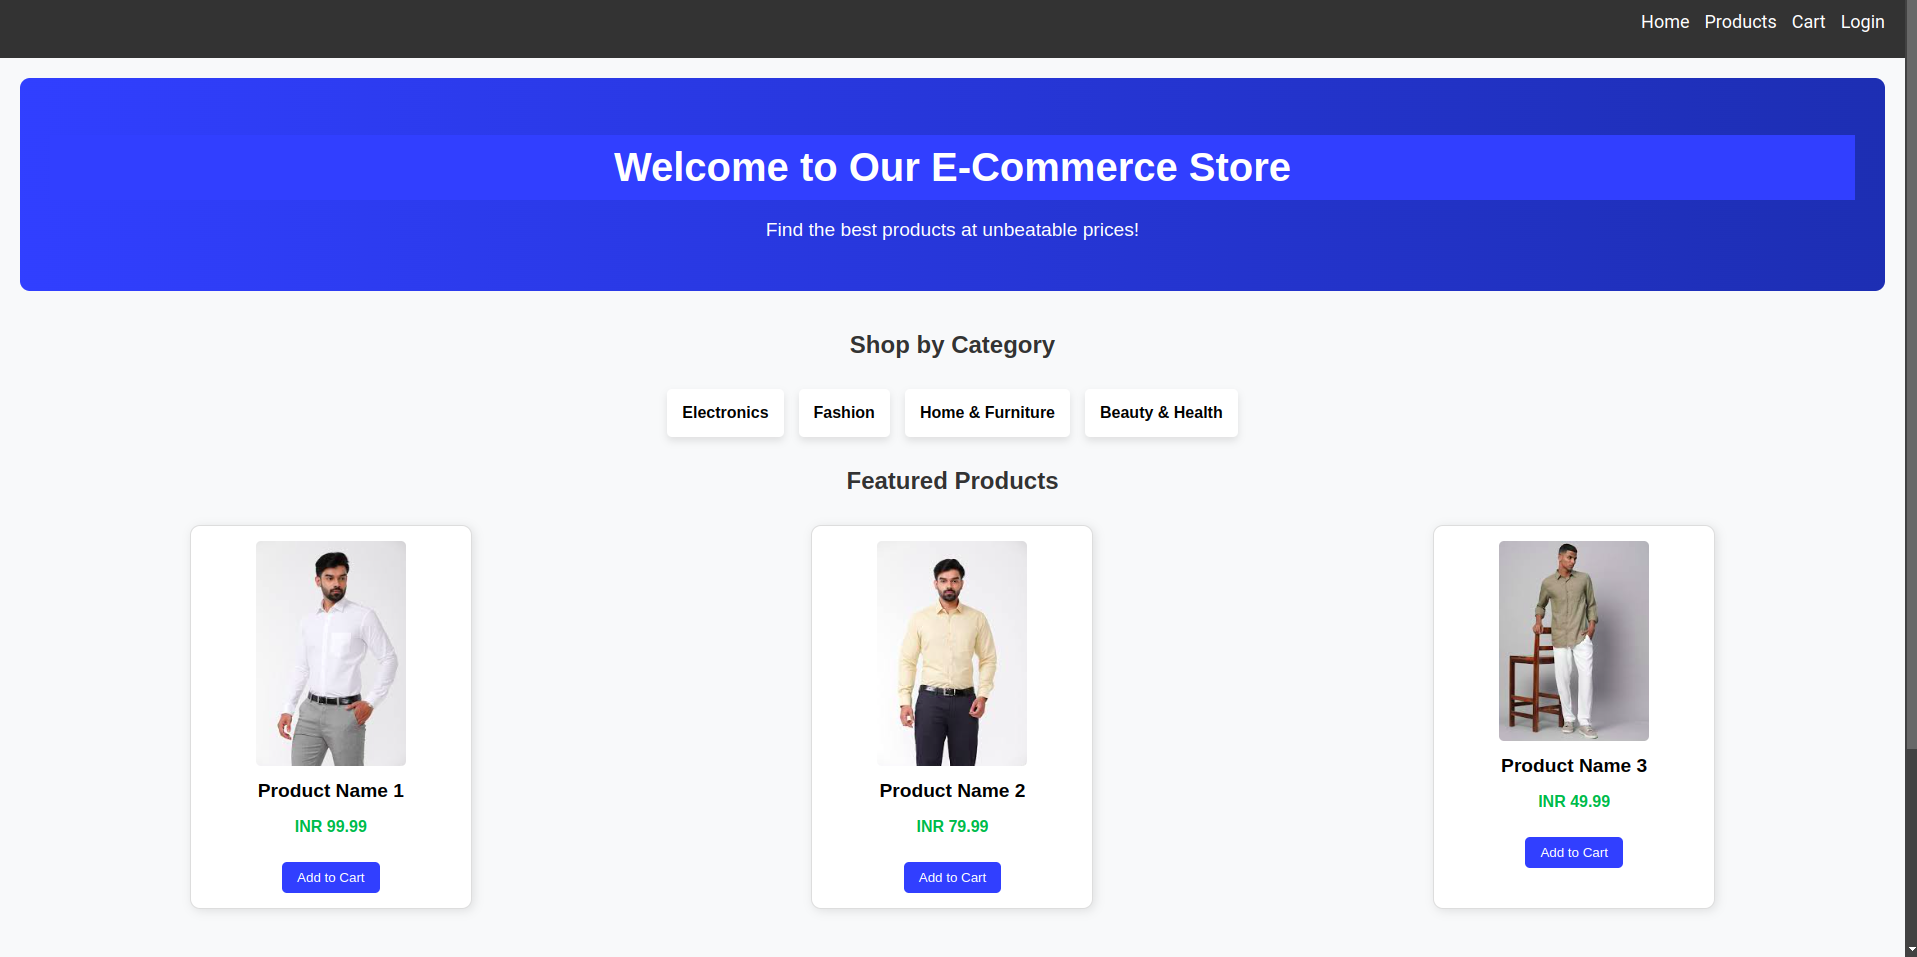 Home Products Cart Login
Welcome to Our E-Commerce Store
Find the best products at unbeatable prices!
Shop by Category
Electronics Fashion Home & Furniture Beauty & Health
Featured Products
Product Name 1
INR 99.99
Add to Cart
Product Name 2
INR 79.99
Add to Cart
Product Name 3
INR 49.99
Add to Cart